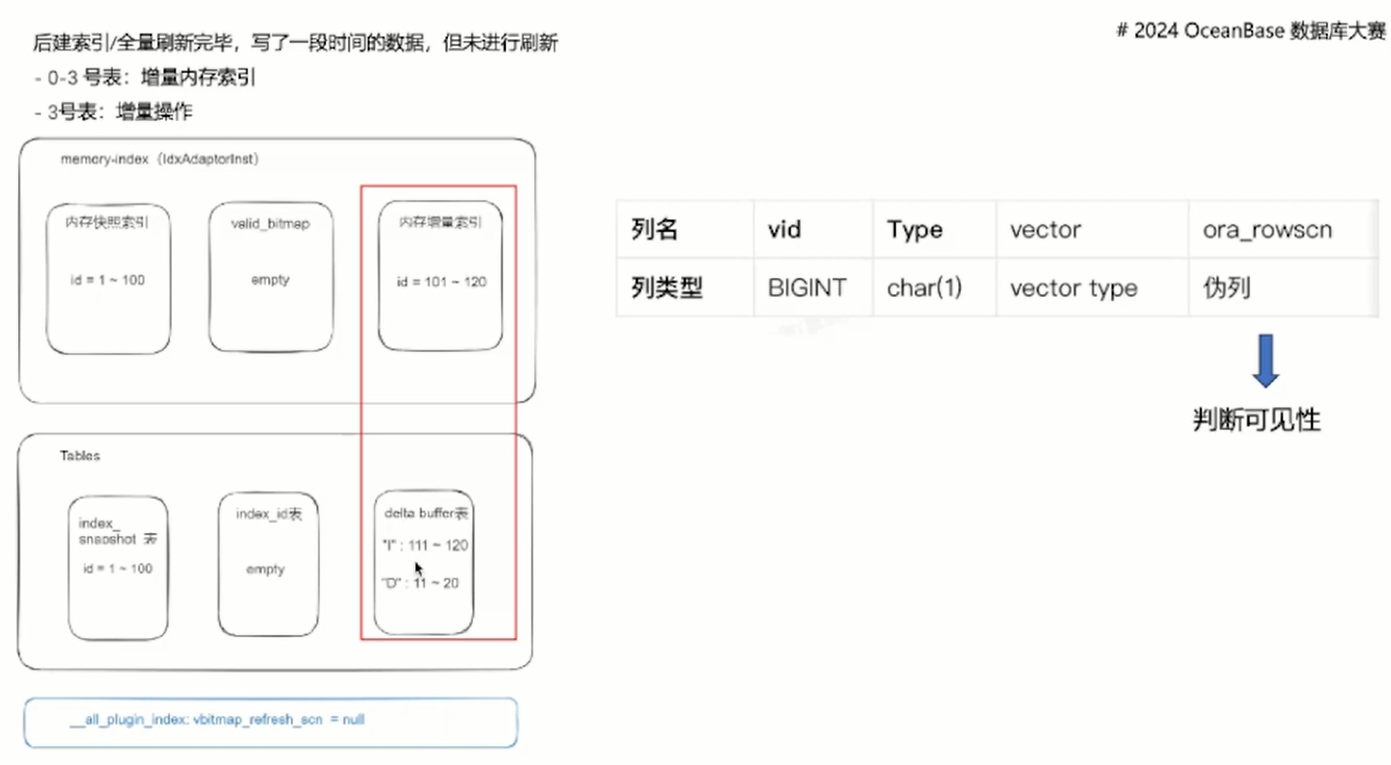 # 2024 OceanBase 数据库大赛
后建索引/全量刷新完毕，写了一段时间的数据，但未进行刷新
- 0-3 号表：增量内存索引
- 3号表：增量操作
memory-index（IdxAdaptorInst）
内存快照索引
id = 1 ~ 100
valid_bitmap
empty
内存增量索引
id = 101 ~ 120
Tables
index_
snapshot 表
id = 1 ~ 100
index_id表
empty
delta buffer表
"I" : 111 ~ 120
"D" : 11 ~ 20
__all_plugin_index: vbitmap_refresh_scn = null
列名 vid Type vector ora_rowscn
列类型 BIGINT char(1) vector type 伪列
判断可见性